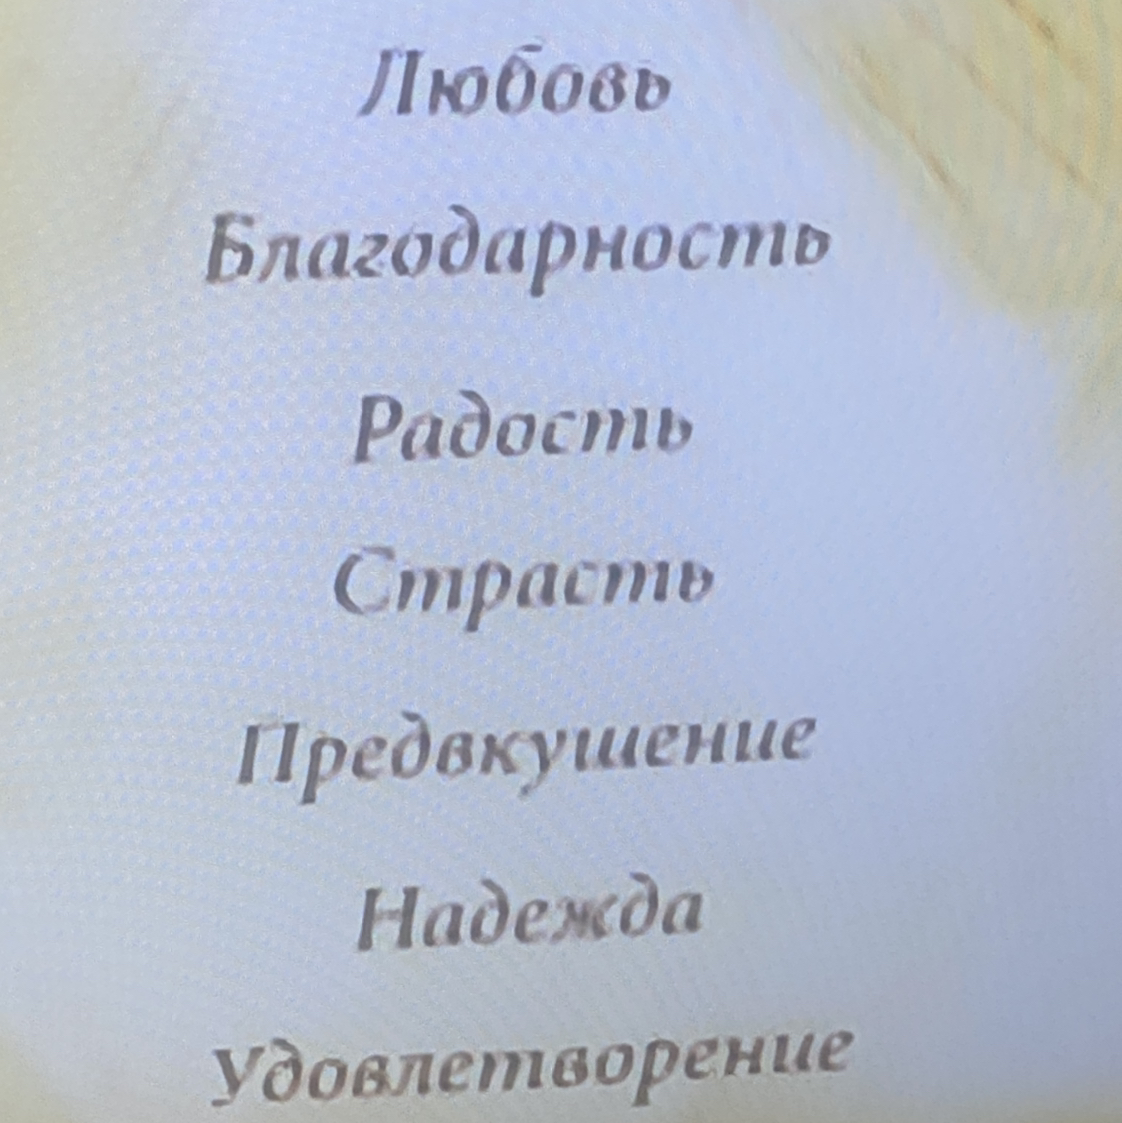 Любовь
Благодарность
Радость
Страсть
Предвкушение
Надежда
Удовлетворение